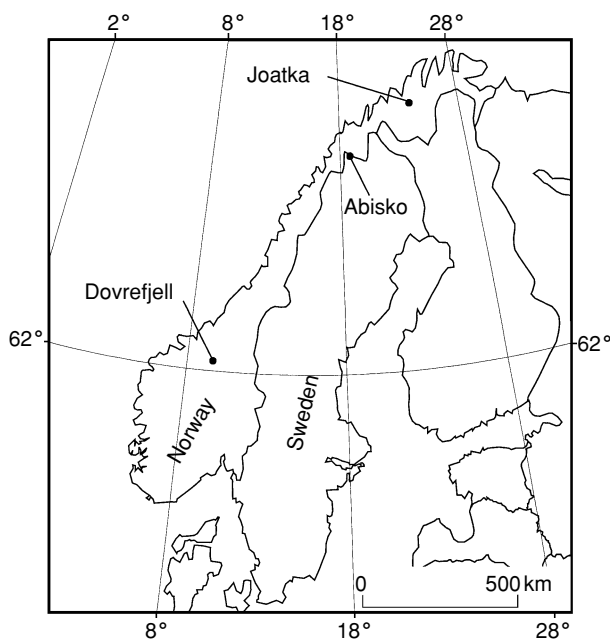 2° 8° 18° 28°
Joatka
Abisko
Dovrefjell
62° 62°
Norway
Sweden
0 500 km
8° 18° 28°